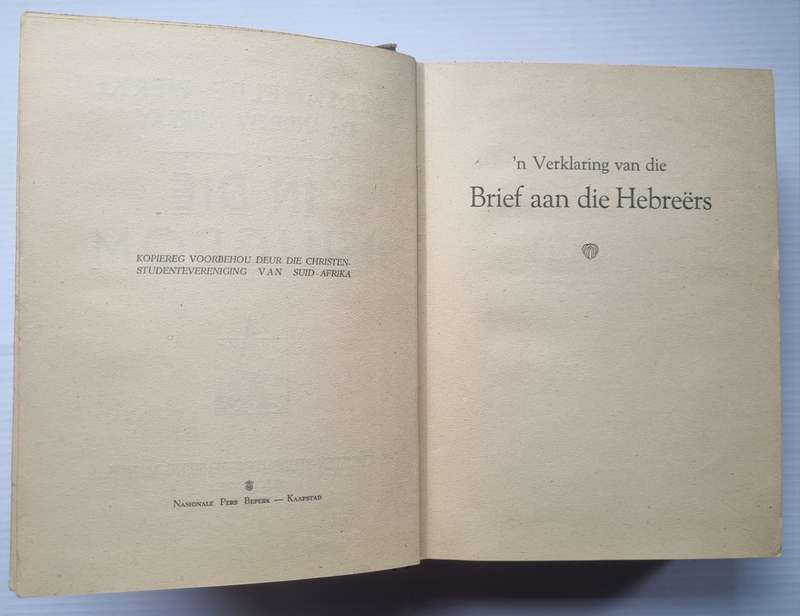 KOPIEREG VOORBEHOU DEUR DIE CHRISTEN-
STUDENTEVERENIGING VAN SUID-AFRIKA
NASIONALE PERS BEPERK — KAAPSTAD
'n Verklaring van die
Brief aan die Hebreërs